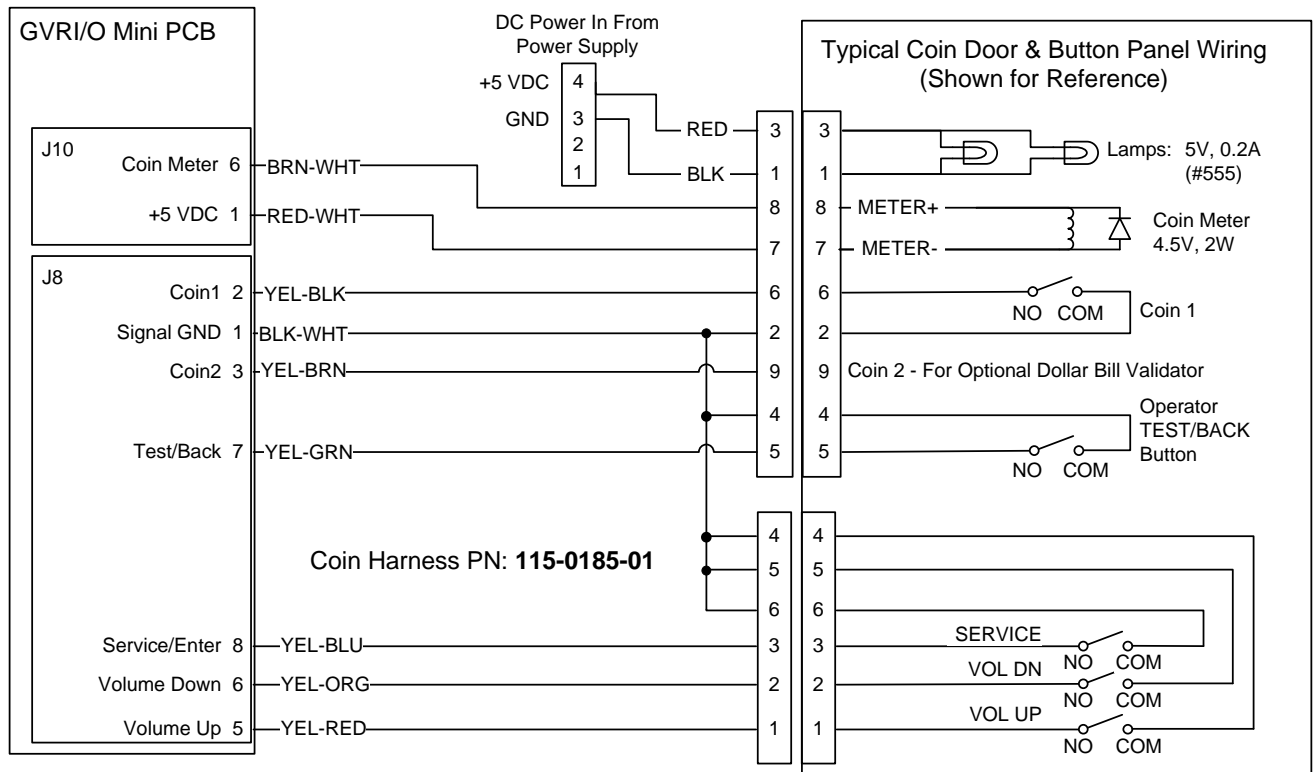 GVRI/O Mini PCB
DC Power In From
Power Supply
+5 VDC 4
GND 3
2
1
Typical Coin Door & Button Panel Wiring
(Shown for Reference)
J10
Coin Meter 6 BRN-WHT
+5 VDC 1 RED-WHT
RED 3 3
BLK 1 1
Lamps: 5V, 0.2A
(#555)
8 8 METER+
7 7 METER-
Coin Meter
4.5V, 2W
J8
Coin1 2 YEL-BLK 6 6
NO COM Coin 1
Signal GND 1 BLK-WHT 2 2
Coin2 3 YEL-BRN 9 9 Coin 2 - For Optional Dollar Bill Validator
4 4
Operator
TEST/BACK
Button
Test/Back 7 YEL-GRN 5 5
NO COM
Coin Harness PN: 115-0185-01
4 4
5 5
6 6
Service/Enter 8 YEL-BLU 3 3 SERVICE
NO COM
Volume Down 6 YEL-ORG 2 2 VOL DN
NO COM
Volume Up 5 YEL-RED 1 1 VOL UP
NO COM